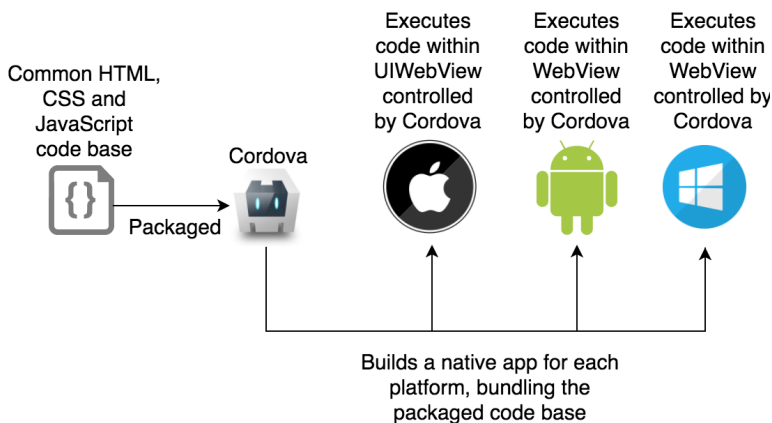 Common HTML,
CSS and
JavaScript
code base
{}
Packaged
Cordova
Executes
code within
UIWebView
controlled
by Cordova
Executes
code within
WebView
controlled
by Cordova
Executes
code within
WebView
controlled by
Cordova
Builds a native app for each
platform, bundling the
packaged code base